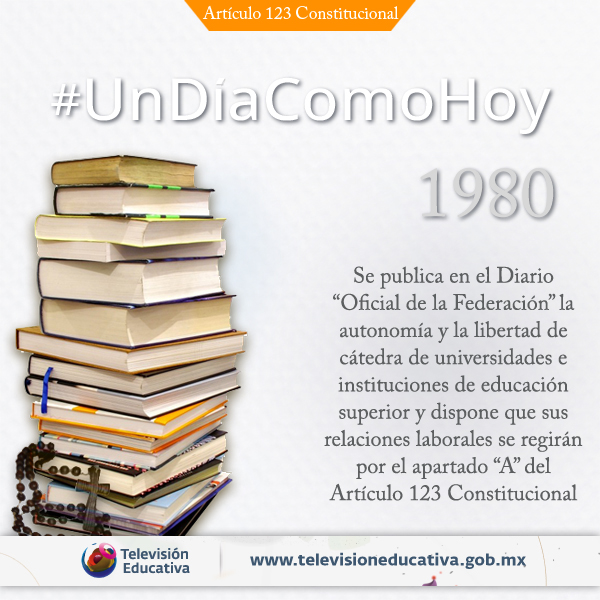 Artículo 123 Constitucional
#UnDiaComoHoy
1980
Se publica en el Diario
“Oficial de la Federación” la
autonomía y la libertad de
cátedra de universidades e
instituciones de educación
superior y dispone que sus
relaciones laborales se regirán
por el apartado “A” del
Artículo 123 Constitucional
Televisión
Educativa
www.televisioneducativa.gob.mx